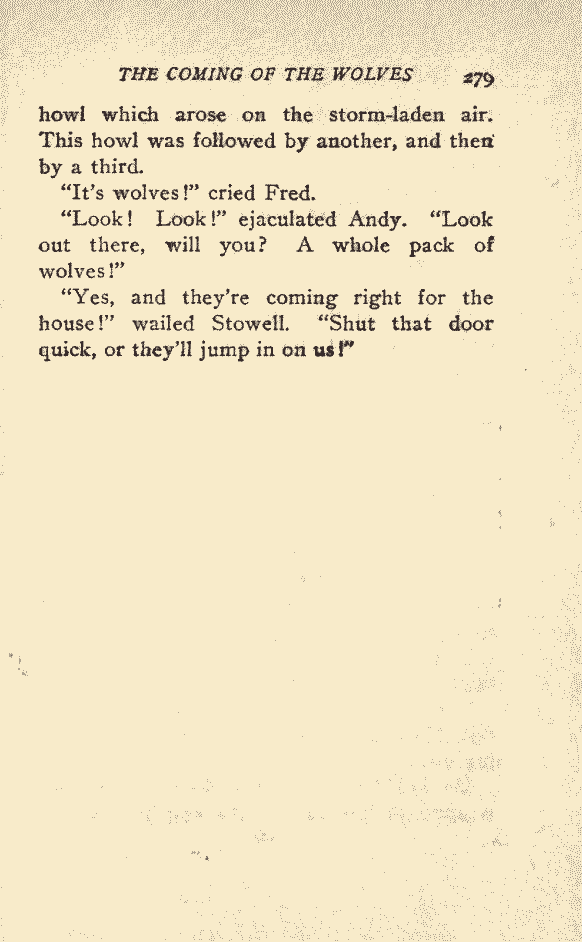 THE COMING OF THE WOLVES 279
howl which arose on the storm-laden air.
This howl was followed by another, and then
by a third.
“It’s wolves!” cried Fred.
“Look! Look!” ejaculated Andy. “Look
out there, will you? A whole pack of
wolves!”
“Yes, and they’re coming right for the
house!” wailed Stowell. “Shut that door
quick, or they’ll jump in on us!”